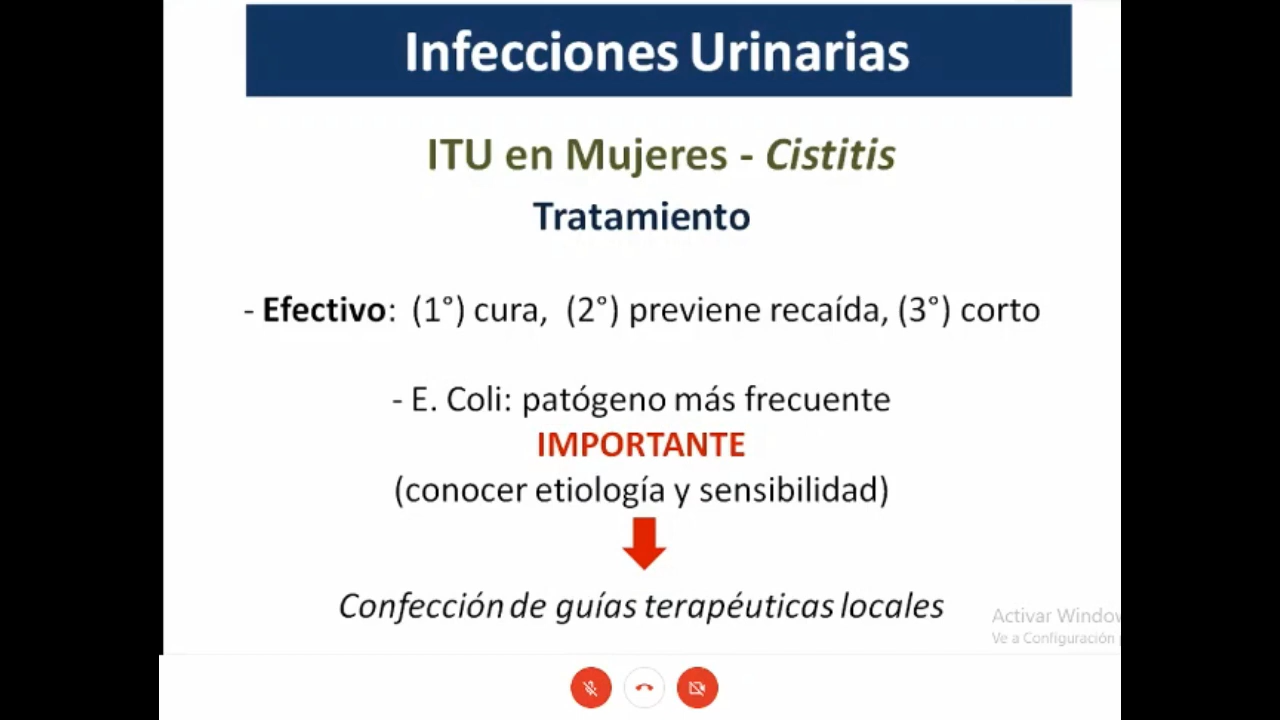 Infecciones Urinarias
ITU en Mujeres - Cistitis
Tratamiento
- Efectivo: (1°) cura, (2°) previene recaída, (3°) corto
- E. Coli: patógeno más frecuente
IMPORTANTE
(conocer etiología y sensibilidad)
Confección de guías terapéuticas locales
Activar Window
Ve a Configuración